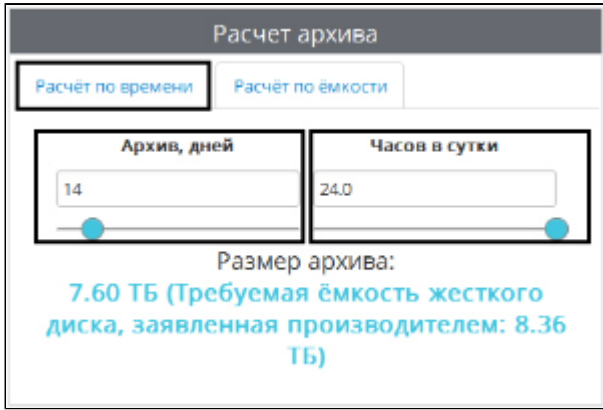 Расчет архива
Расчёт по времени
Расчёт по ёмкости
Архив, дней
Часов в сутки
14
24.0
Размер архива:
7.60 ТБ (Требуемая ёмкость жесткого
диска, заявленная производителем: 8.36
ТБ)